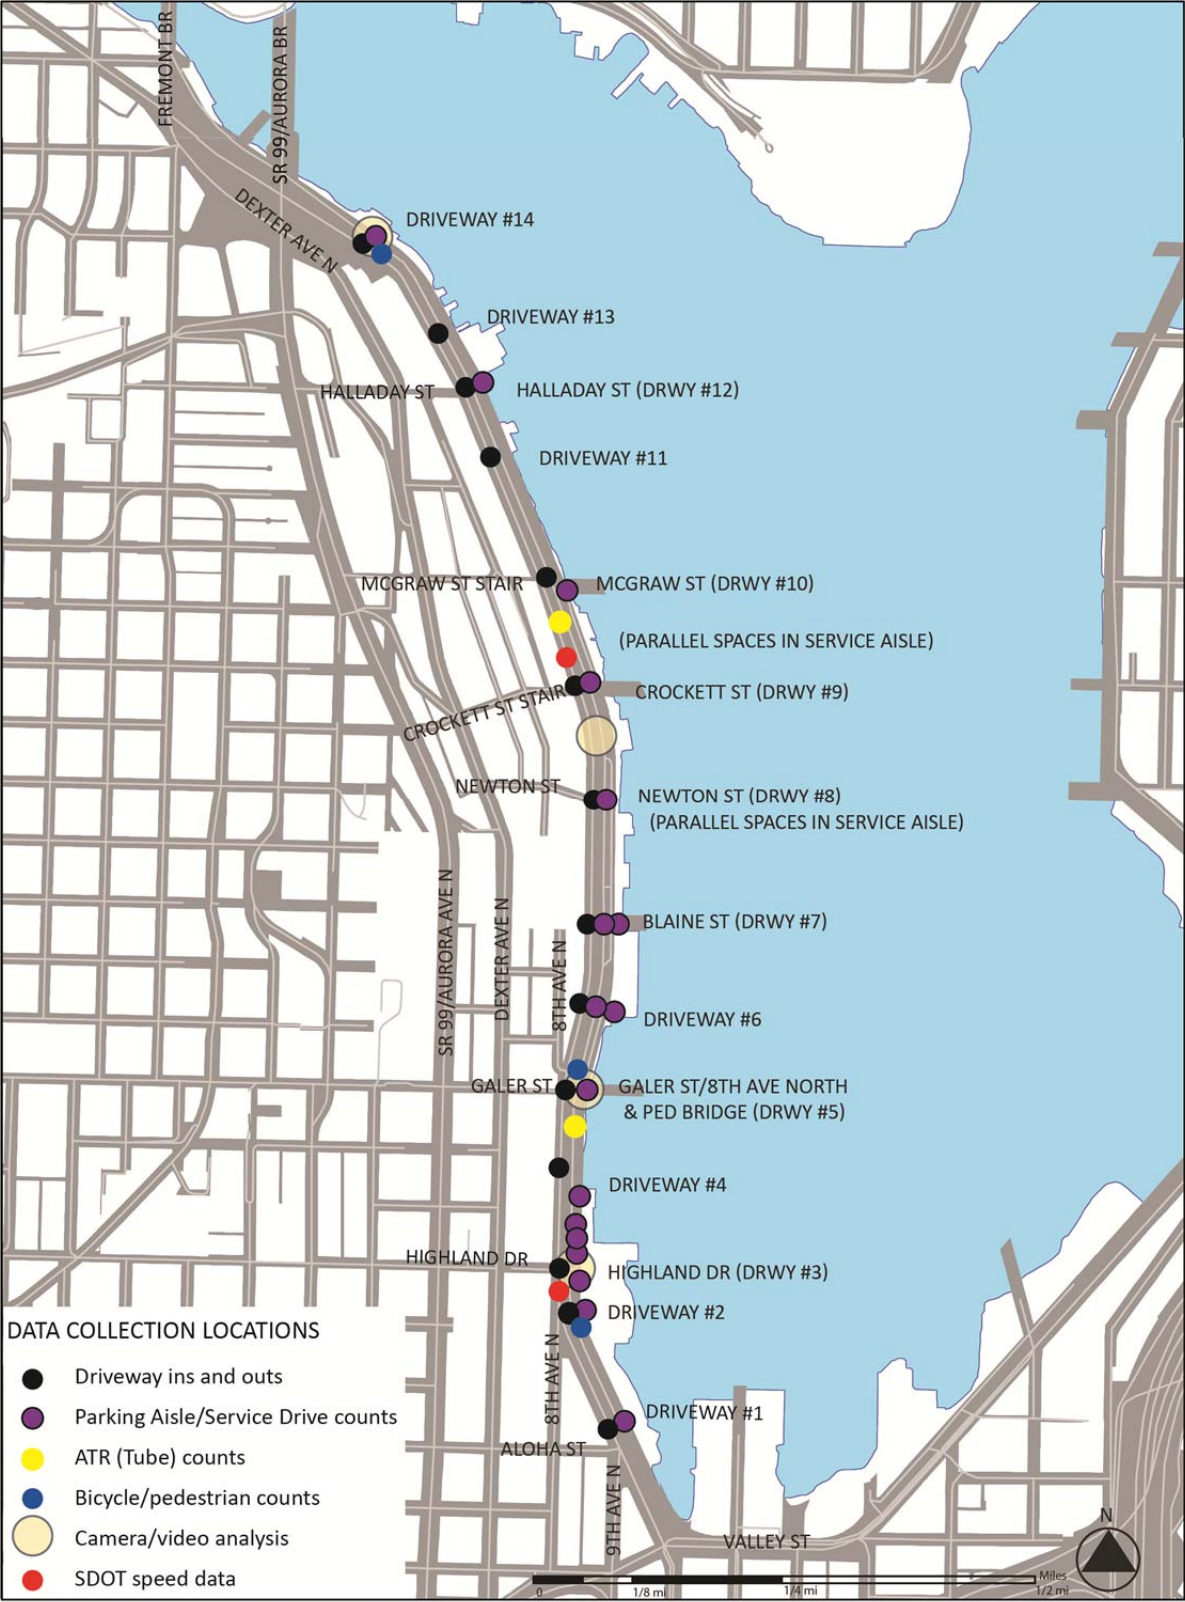 FREMONT BR
SR 99/AURORA BR
DEXTER AVE N
DRIVEWAY #14
DRIVEWAY #13
HALLADAY ST
HALLADAY ST (DRWY #12)
DRIVEWAY #11
MCGRAW ST STAIR
MCGRAW ST (DRWY #10)
(PARALLEL SPACES IN SERVICE AISLE)
CROCKETT ST STAIR
CROCKETT ST (DRWY #9)
NEWTON ST
NEWTON ST (DRWY #8)
(PARALLEL SPACES IN SERVICE AISLE)
SR 99/AURORA AVE N
DEXTER AVE N
8TH AVE N
BLAINE ST (DRWY #7)
DRIVEWAY #6
GALER ST
GALER ST/8TH AVE NORTH
& PED BRIDGE (DRWY #5)
DRIVEWAY #4
HIGHLAND DR
HIGHLAND DR (DRWY #3)
DRIVEWAY #2
8TH AVE N
DRIVEWAY #1
ALOHA ST
9TH AVE N
VALLEY ST
DATA COLLECTION LOCATIONS
Driveway ins and outs
Parking Aisle/Service Drive counts
ATR (Tube) counts
Bicycle/pedestrian counts
Camera/video analysis
SDOT speed data
N
Miles
0 1/8 mi 1/4 mi 1/2 mi